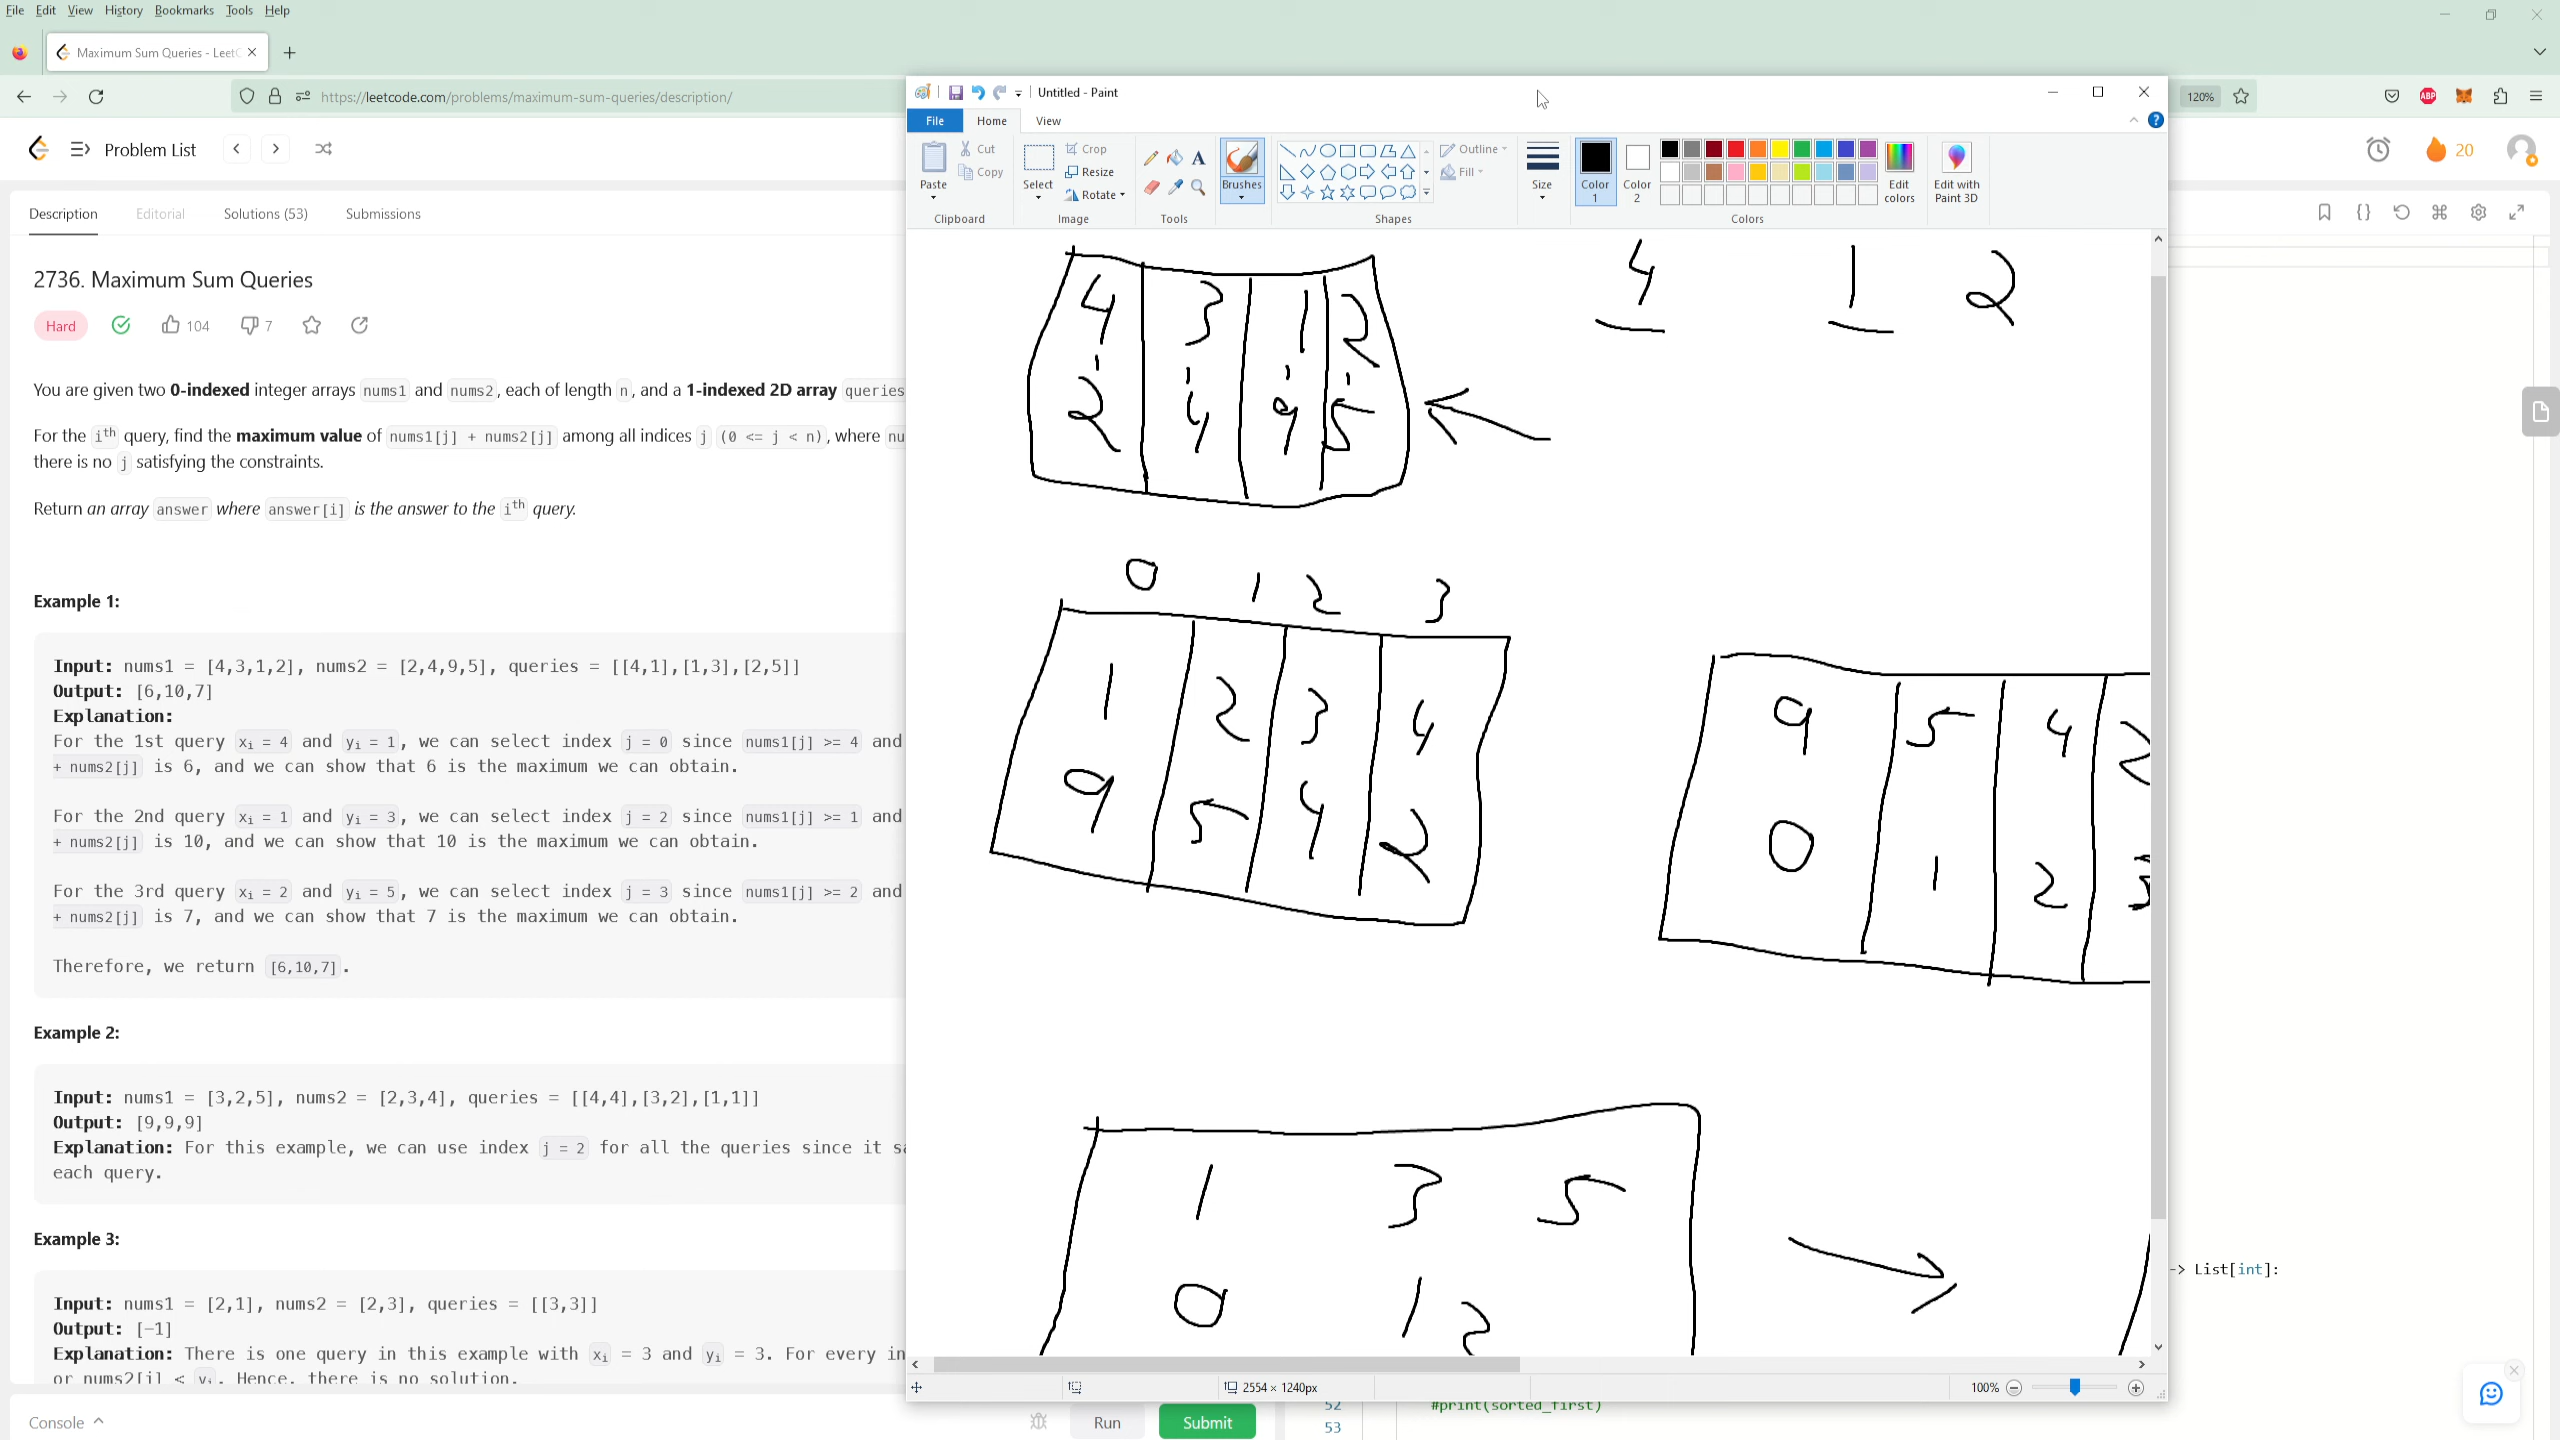 File Edit View History Bookmarks Tools Help
Maximum Sum Queries - LeetC
https://leetcode.com/problems/maximum-sum-queries/description/
120%
Problem List
20
Description Editorial Solutions (53) Submissions
2736. Maximum Sum Queries
Hard 104 7
You are given two 0-indexed integer arrays nums1 and nums2, each of length n, and a 1-indexed 2D array queries
For the ith query, find the maximum value of nums1[j] + nums2[j] among all indices j (0 <= j < n), where nu
there is no j satisfying the constraints.
Return an array answer where answer[i] is the answer to the ith query.
Example 1:
Input: nums1 = [4,3,1,2], nums2 = [2,4,9,5], queries = [[4,1],[1,3],[2,5]]
Output: [6,10,7]
Explanation:
For the 1st query xi = 4 and yi = 1, we can select index j = 0 since nums1[j] >= 4 and
+ nums2[j] is 6, and we can show that 6 is the maximum we can obtain.
For the 2nd query xi = 1 and yi = 3, we can select index j = 2 since nums1[j] >= 1 and
+ nums2[j] is 10, and we can show that 10 is the maximum we can obtain.
For the 3rd query xi = 2 and yi = 5, we can select index j = 3 since nums1[j] >= 2 and
+ nums2[j] is 7, and we can show that 7 is the maximum we can obtain.
Therefore, we return [6,10,7].
Example 2:
Input: nums1 = [3,2,5], nums2 = [2,3,4], queries = [[4,4],[3,2],[1,1]]
Output: [9,9,9]
Explanation: For this example, we can use index j = 2 for all the queries since it sa
each query.
Example 3:
Input: nums1 = [2,1], nums2 = [2,3], queries = [[3,3]]
Output: [-1]
Explanation: There is one query in this example with xi = 3 and yi = 3. For every in
or nums2[j] < yi. Hence, there is no solution.
Console
Run Submit
Untitled - Paint
File Home View
Paste Cut Copy
Clipboard
Select Crop Resize Rotate
Image
Tools
Brushes
Shapes
Outline
Fill
Size
Color 1
Color 2
Edit colors
Edit with Paint 3D
Colors
4 3 1 2
2 4 9 5
4 1 2
0 1 2 3
1 2 3 4
9 5 4 2
9 5 4 2
0 1 2 3
1 3 5
0 1 2
2554 × 1240px
100%
-> List[int]:
52 #print(sorted_first)
53